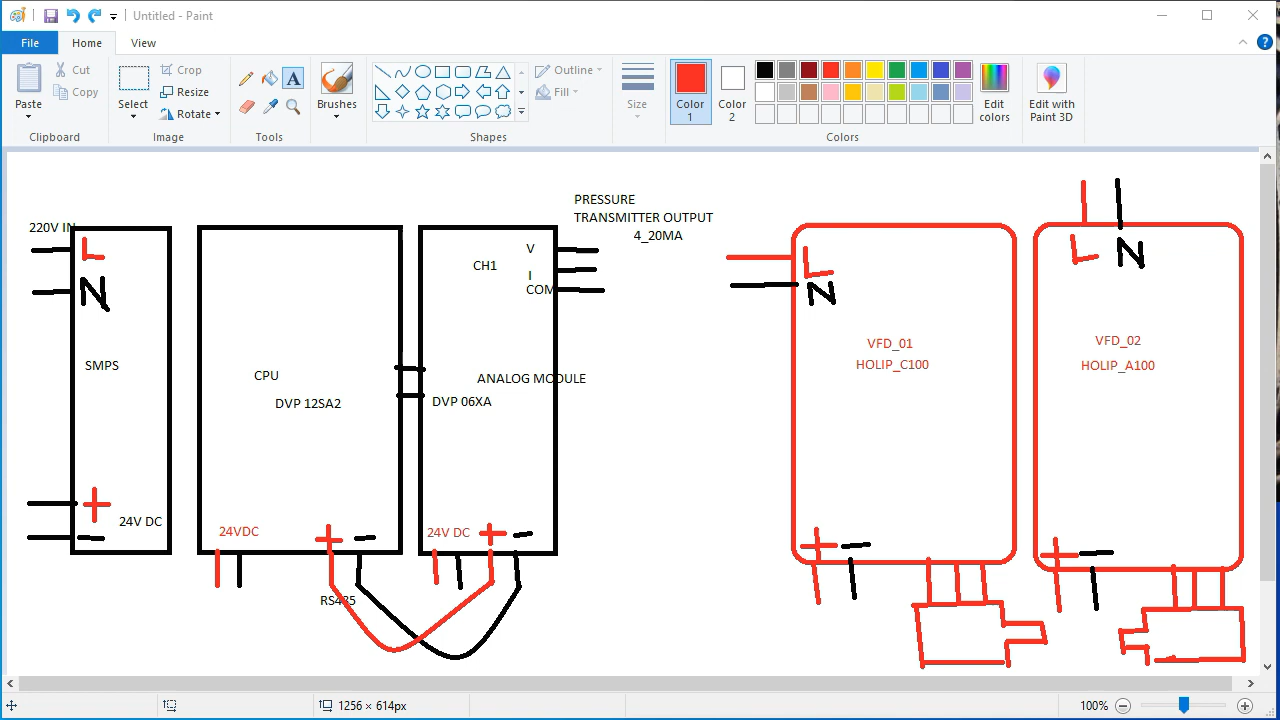 Untitled - Paint
File
Home
View
Paste
Cut
Copy
Clipboard
Select
Crop
Resize
Rotate
Image
A
Tools
Brushes
Outline
Fill
Shapes
Size
Color
1
Color
2
Edit
colors
Colors
Edit with
Paint 3D
220V IN
L
N
SMPS
+
24V DC
-
CPU
DVP 12SA2
24VDC
+ -
RS485
PRESSURE
TRANSMITTER OUTPUT
4_20MA
V
CH1
I
COM
ANALOG MODULE
DVP 06XA
24V DC + -
L
N
VFD_01
HOLIP_C100
+ -
L N
VFD_02
HOLIP_A100
+ -
1256 × 614px
100%